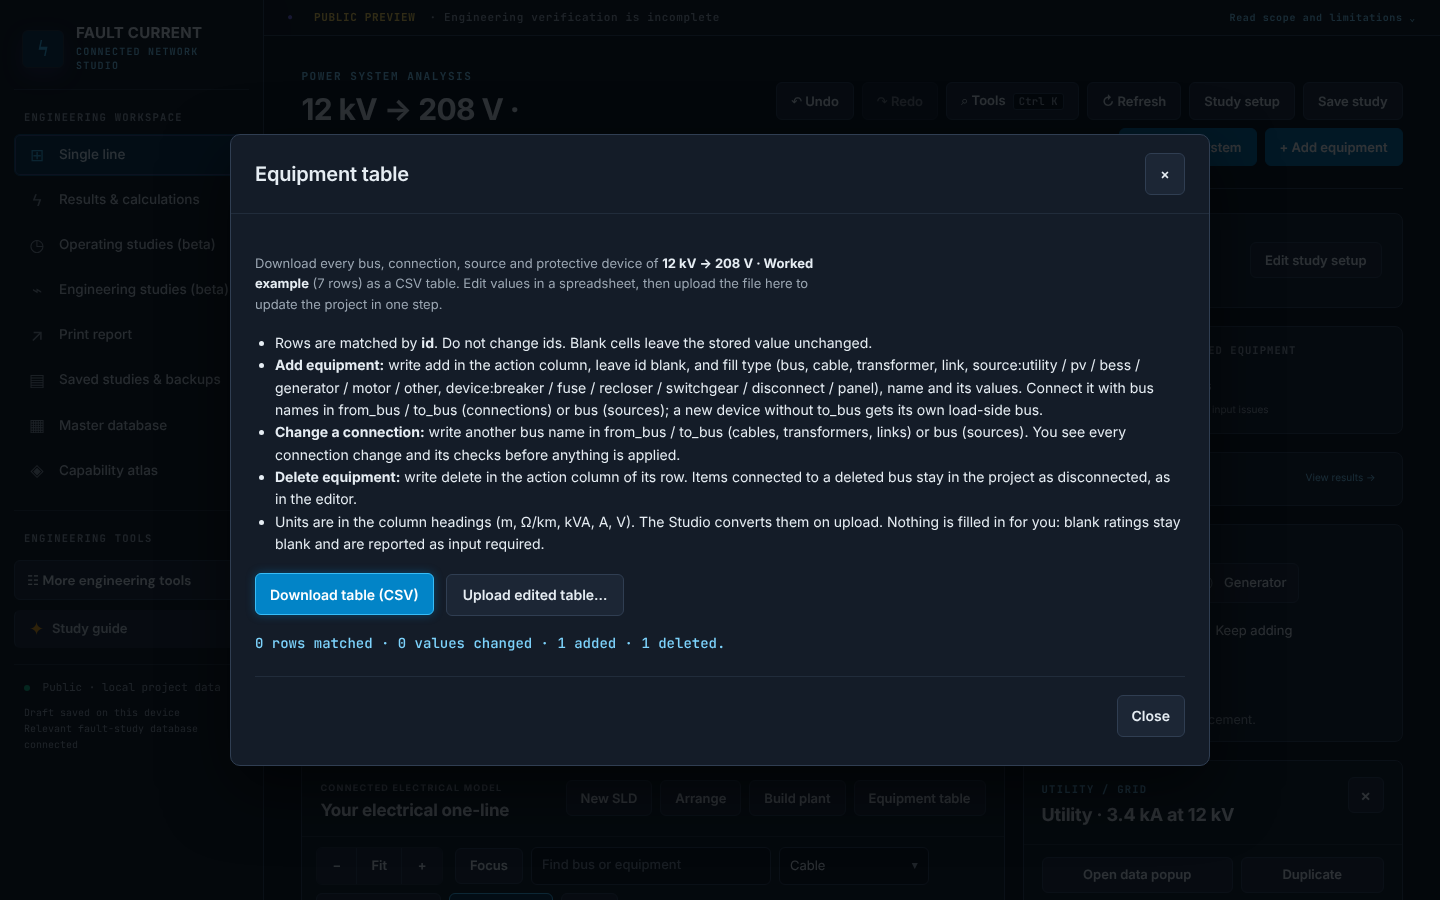 FAULT CURRENT
CONNECTED NETWORK
STUDIO
PUBLIC PREVIEW · Engineering verification is incomplete
Read scope and limitations
POWER SYSTEM ANALYSIS
12 kV → 208 V ·
↶ Undo
↷ Redo
Tools Ctrl K
↻ Refresh
Study setup
Save study
stem
+ Add equipment
ENGINEERING WORKSPACE
Single line
Results & calculations
Operating studies (beta)
Engineering studies (beta)
Print report
Saved studies & backups
Master database
Capability atlas
ENGINEERING TOOLS
More engineering tools
Study guide
Public · local project data
Draft saved on this device
Relevant fault-study database
connected
Equipment table
×
Download every bus, connection, source and protective device of 12 kV → 208 V · Worked
example (7 rows) as a CSV table. Edit values in a spreadsheet, then upload the file here to
update the project in one step.
• Rows are matched by id. Do not change ids. Blank cells leave the stored value unchanged.
• Add equipment: write add in the action column, leave id blank, and fill type (bus, cable, transformer, link, source:utility / pv / bess /
generator / motor / other, device:breaker / fuse / recloser / switchgear / disconnect / panel), name and its values. Connect it with bus
names in from_bus / to_bus (connections) or bus (sources); a new device without to_bus gets its own load-side bus.
• Change a connection: write another bus name in from_bus / to_bus (cables, transformers, links) or bus (sources). You see every
connection change and its checks before anything is applied.
• Delete equipment: write delete in the action column of its row. Items connected to a deleted bus stay in the project as disconnected, as
in the editor.
• Units are in the column headings (m, Ω/km, kVA, A, V). The Studio converts them on upload. Nothing is filled in for you: blank ratings stay
blank and are reported as input required.
Download table (CSV)
Upload edited table...
0 rows matched · 0 values changed · 1 added · 1 deleted.
Close
Edit study setup
ED EQUIPMENT
input issues
View results →
Generator
Keep adding
cement.
CONNECTED ELECTRICAL MODEL
Your electrical one-line
New SLD
Arrange
Build plant
Equipment table
−
Fit
+
Focus
Find bus or equipment
Cable
UTILITY / GRID
Utility · 3.4 kA at 12 kV
×
Open data popup
Duplicate